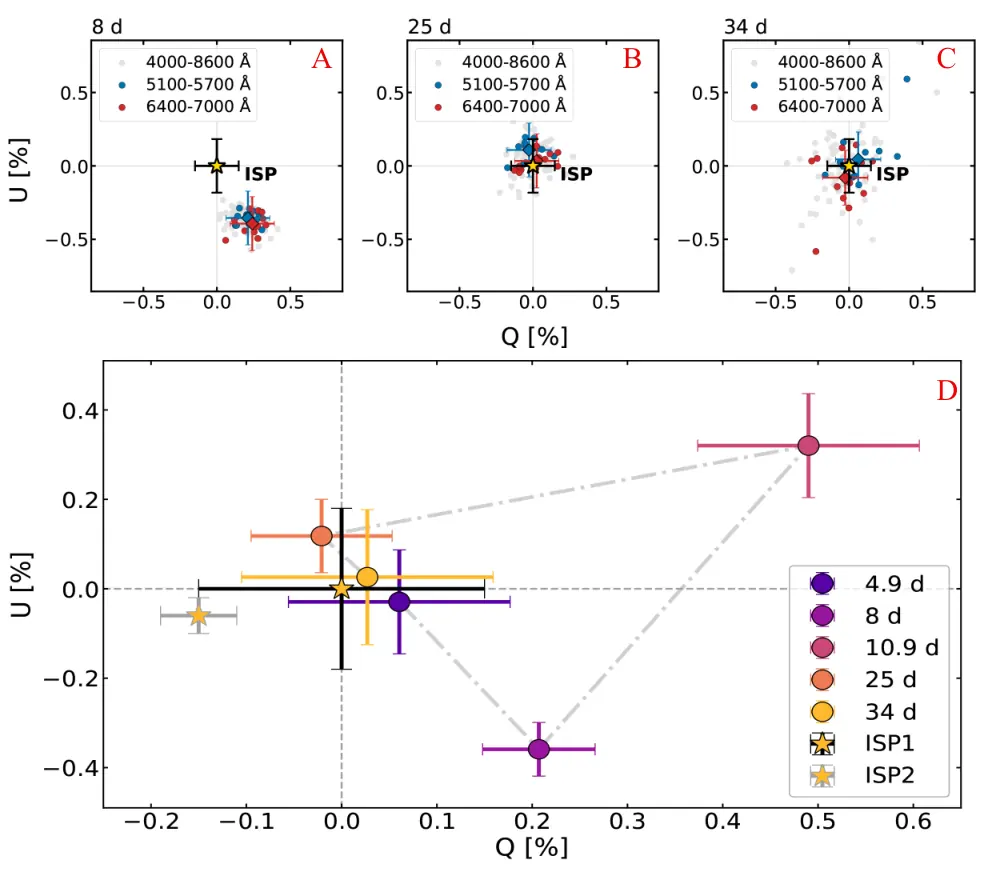 8 d
25 d
34 d
4000-8600 Å
5100-5700 Å
6400-7000 Å
A
4000-8600 Å
5100-5700 Å
6400-7000 Å
B
4000-8600 Å
5100-5700 Å
6400-7000 Å
C
0.5
0.0
−0.5
U [%]
ISP
−0.5
0.0
0.5
0.5
0.0
−0.5
ISP
−0.5
0.0
0.5
0.5
0.0
−0.5
ISP
−0.5
0.0
0.5
Q [%]
D
0.4
0.2
0.0
−0.2
−0.4
U [%]
4.9 d
8 d
10.9 d
25 d
34 d
ISP1
ISP2
−0.2
−0.1
0.0
0.1
0.2
0.3
0.4
0.5
0.6
Q [%]